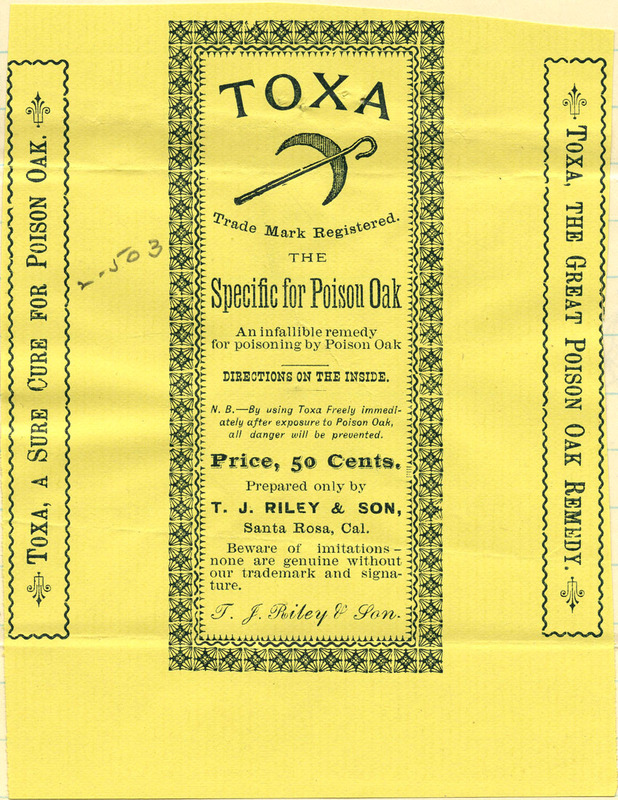 TOXA, A SURE CURE FOR POISON OAK.
2-503
TOXA
Trade Mark Registered.
THE
Specific for Poison Oak
An infallible remedy
for poisoning by Poison Oak
DIRECTIONS ON THE INSIDE.
N. B.—By using Toxa Freely immedi-
ately after exposure to Poison Oak,
all danger will be prevented.
Price, 50 Cents.
Prepared only by
T. J. RILEY & SON,
Santa Rosa, Cal.
Beware of imitations—
none are genuine without
our trademark and signa-
ture.
T. J. Riley & Son.
TOXA, THE GREAT POISON OAK REMEDY.